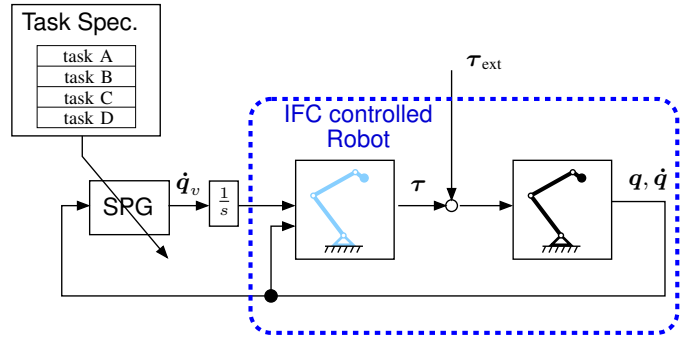 Task Spec.
task A
task B
task C
task D
τ_ext
IFC controlled
Robot
SPG
q̇_v
1/s
τ
q, q̇